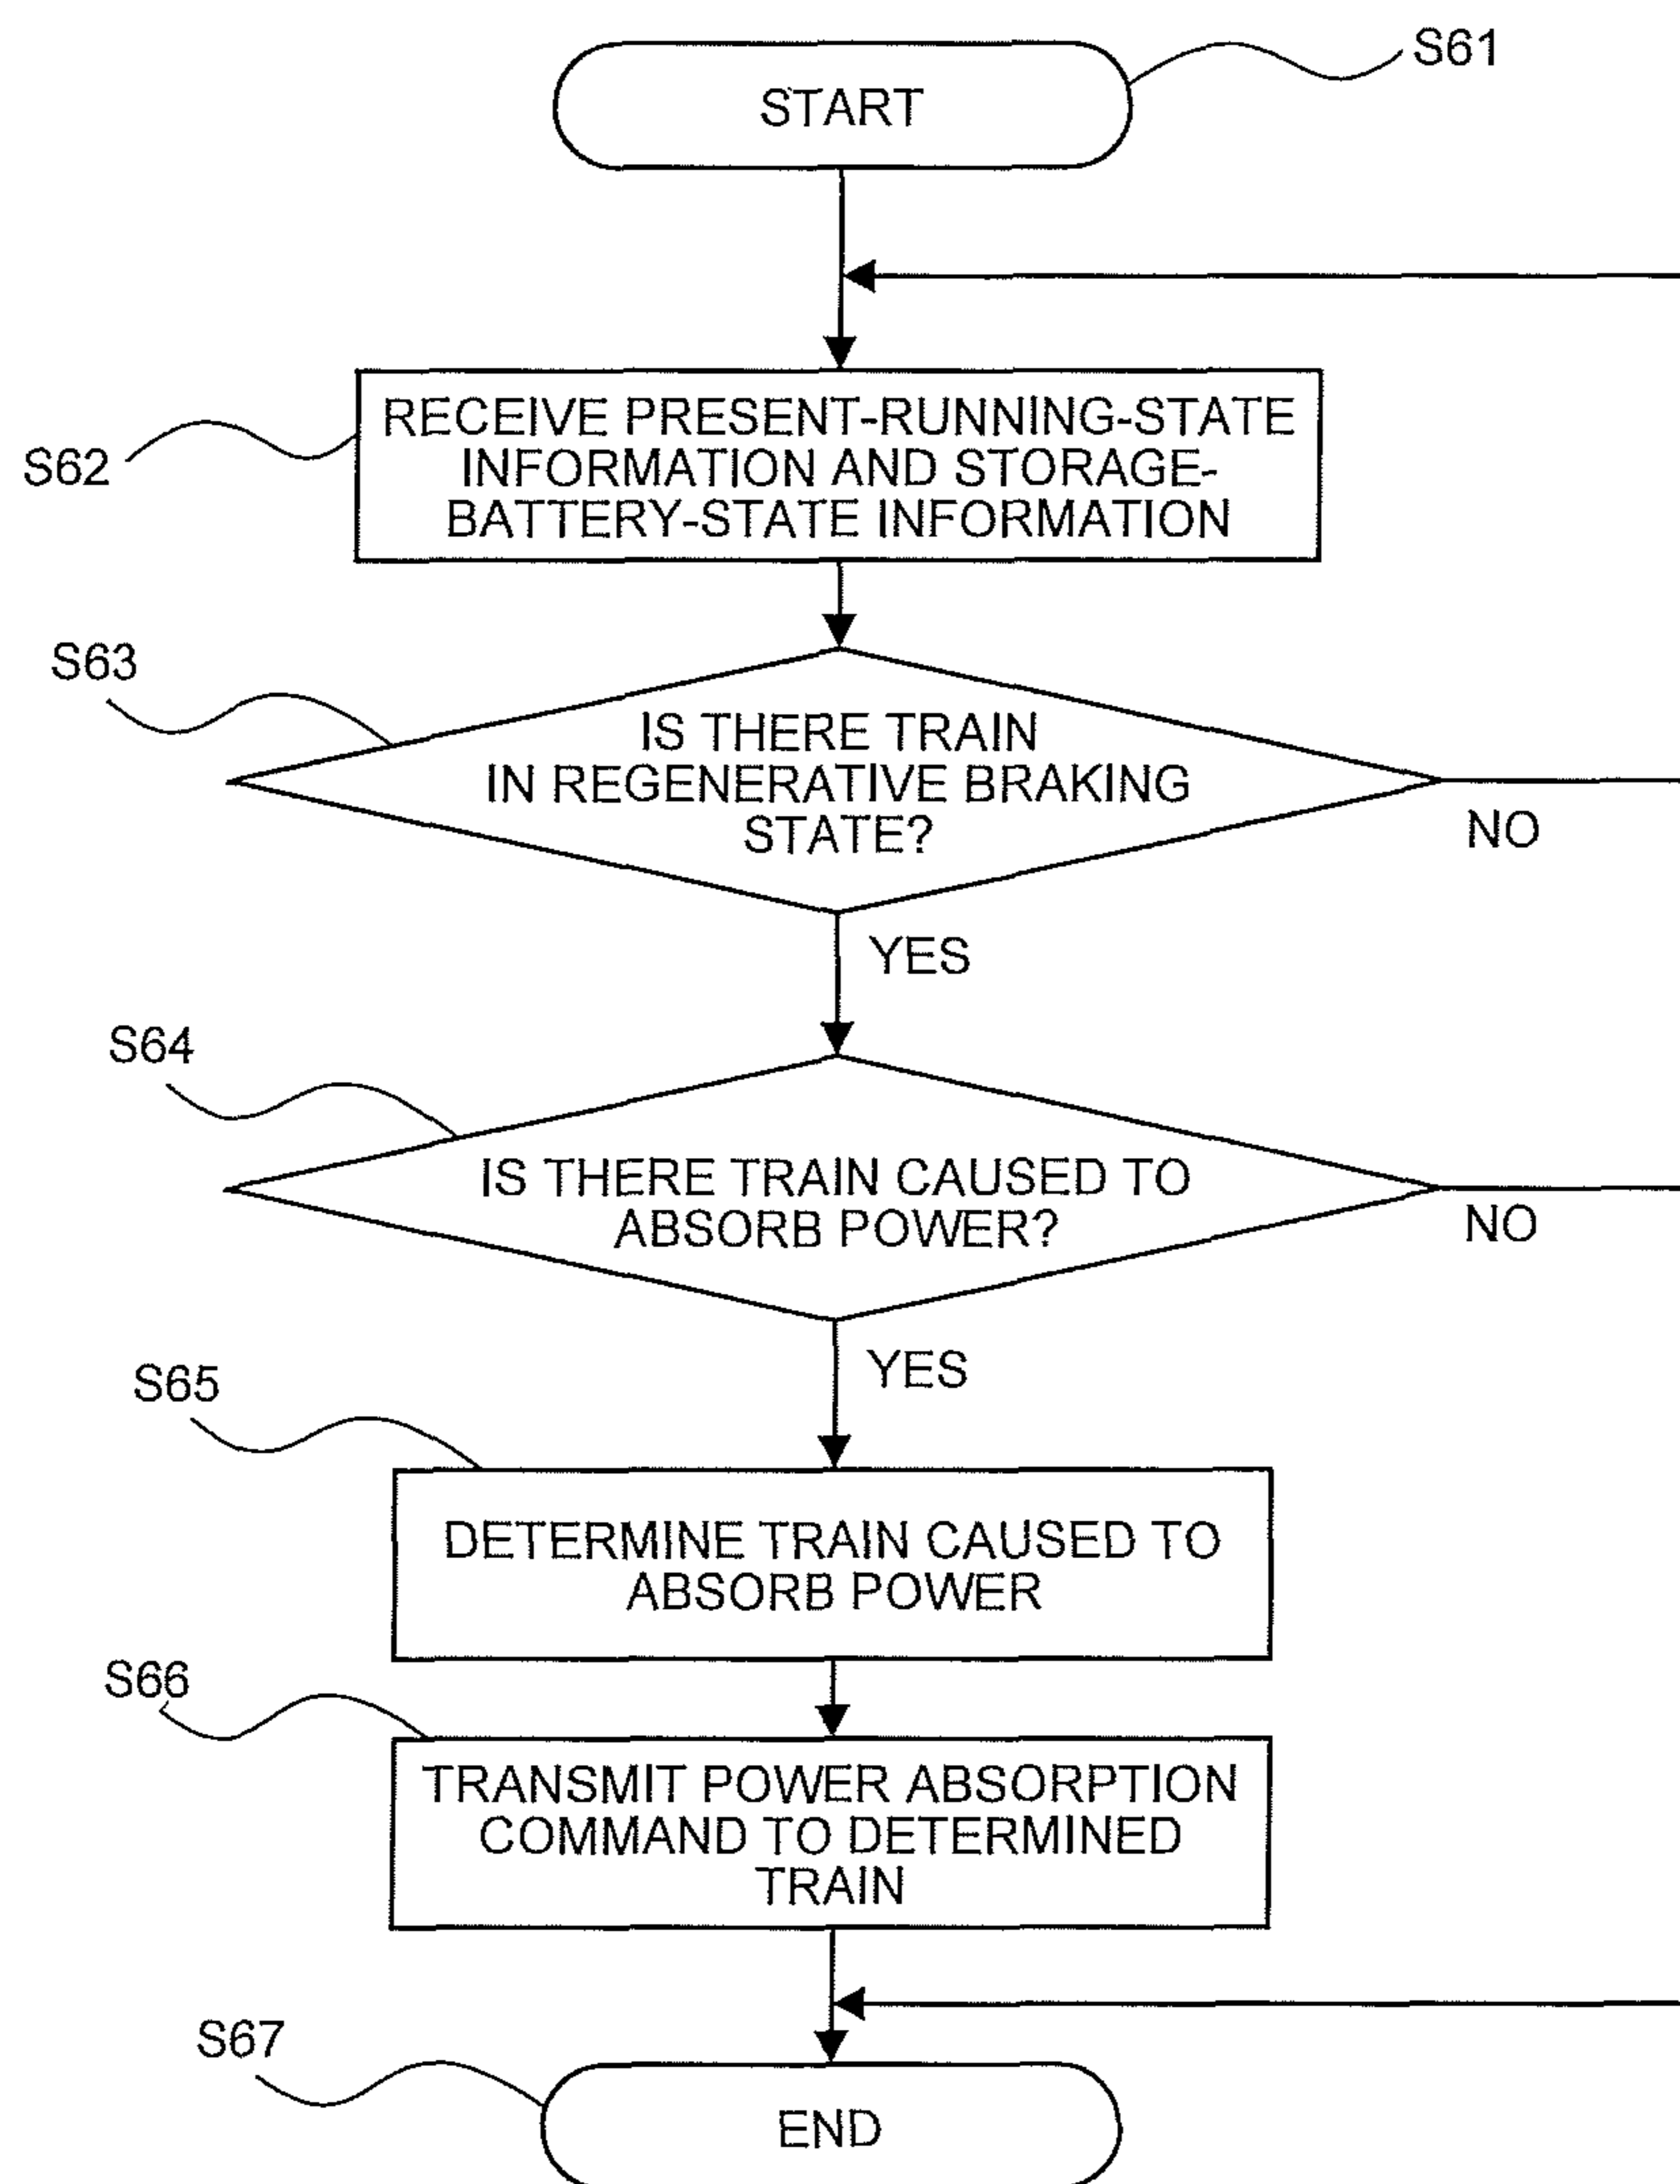 START
S61
RECEIVE PRESENT-RUNNING-STATE
INFORMATION AND STORAGE-
BATTERY-STATE INFORMATION
S62
S63
IS THERE TRAIN
IN REGENERATIVE BRAKING
STATE?
NO
YES
S64
IS THERE TRAIN CAUSED TO
ABSORB POWER?
NO
YES
S65
DETERMINE TRAIN CAUSED TO
ABSORB POWER
S66
TRANSMIT POWER ABSORPTION
COMMAND TO DETERMINED
TRAIN
S67
END